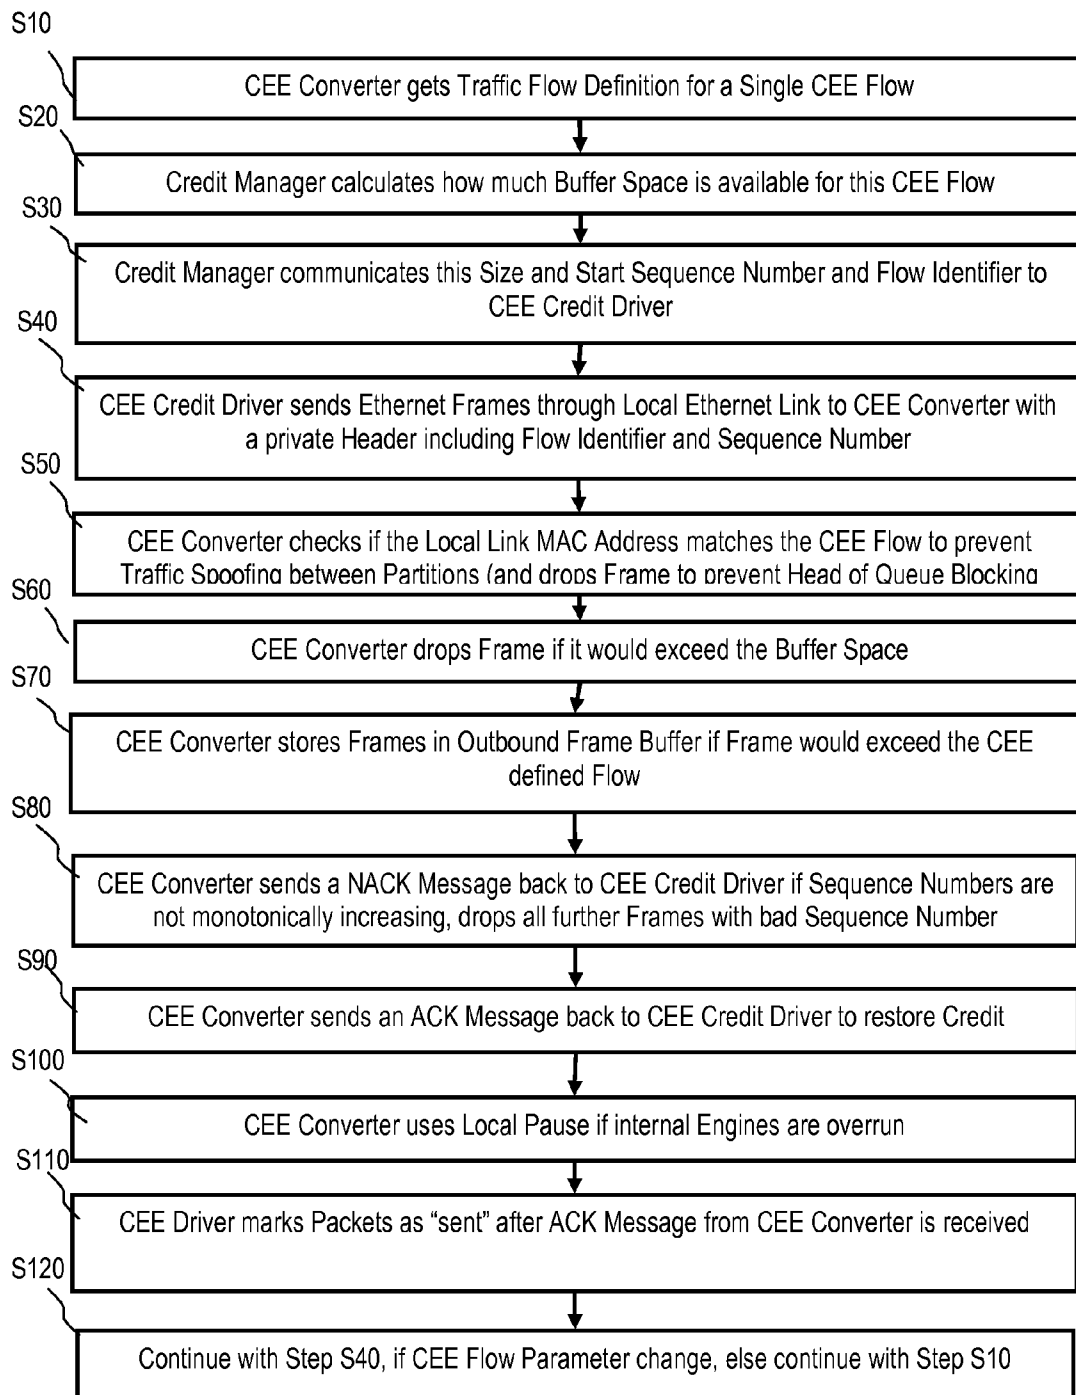 S10
CEE Converter gets Traffic Flow Definition for a Single CEE Flow
S20
Credit Manager calculates how much Buffer Space is available for this CEE Flow
S30
Credit Manager communicates this Size and Start Sequence Number and Flow Identifier to
CEE Credit Driver
S40
CEE Credit Driver sends Ethernet Frames through Local Ethernet Link to CEE Converter with
a private Header including Flow Identifier and Sequence Number
S50
CEE Converter checks if the Local Link MAC Address matches the CEE Flow to prevent
Traffic Spoofing between Partitions (and drops Frame to prevent Head of Queue Blocking
S60
CEE Converter drops Frame if it would exceed the Buffer Space
S70
CEE Converter stores Frames in Outbound Frame Buffer if Frame would exceed the CEE
defined Flow
S80
CEE Converter sends a NACK Message back to CEE Credit Driver if Sequence Numbers are
not monotonically increasing, drops all further Frames with bad Sequence Number
S90
CEE Converter sends an ACK Message back to CEE Credit Driver to restore Credit
S100
CEE Converter uses Local Pause if internal Engines are overrun
S110
CEE Driver marks Packets as “sent” after ACK Message from CEE Converter is received
S120
Continue with Step S40, if CEE Flow Parameter change, else continue with Step S10